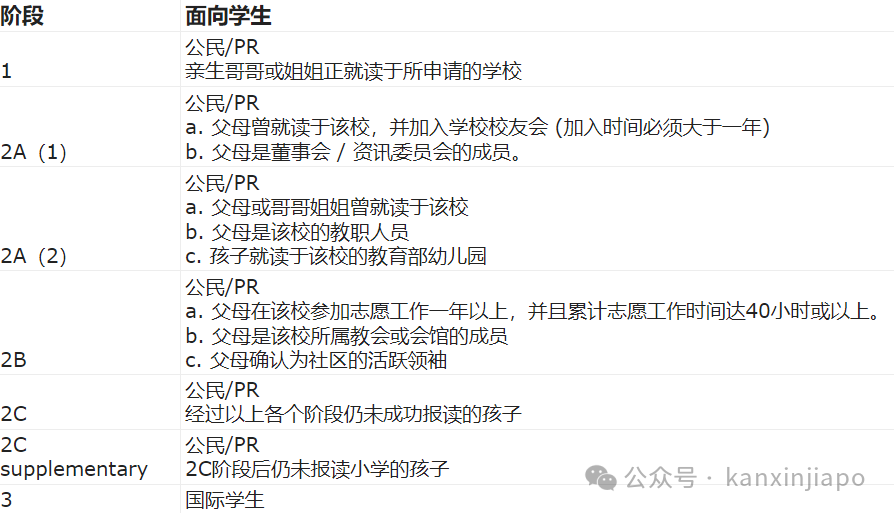 阶段 面向学生
公民/PR
1 亲生哥哥或姐姐正就读于所申请的学校
公民/PR
a. 父母曾就读于该校，并加入学校校友会 (加入时间必须大于一年)
2A（1） b. 父母是董事会 / 资讯委员会的成员。
公民/PR
a. 父母或哥哥姐姐曾就读于该校
b. 父母是该校的教职人员
2A（2） c. 孩子就读于该校的教育部幼儿园
公民/PR
a. 父母在该校参加志愿工作一年以上，并且累计志愿工作时间达40小时或以上。
b. 父母是该校所属教会或会馆的成员
2B c. 父母确认为社区的活跃领袖
公民/PR
2C 经过以上各个阶段仍未成功报读的孩子
2C 公民/PR
supplementary 2C阶段后仍未报读小学的孩子
3 国际学生
公众号 · kanxinjiapo